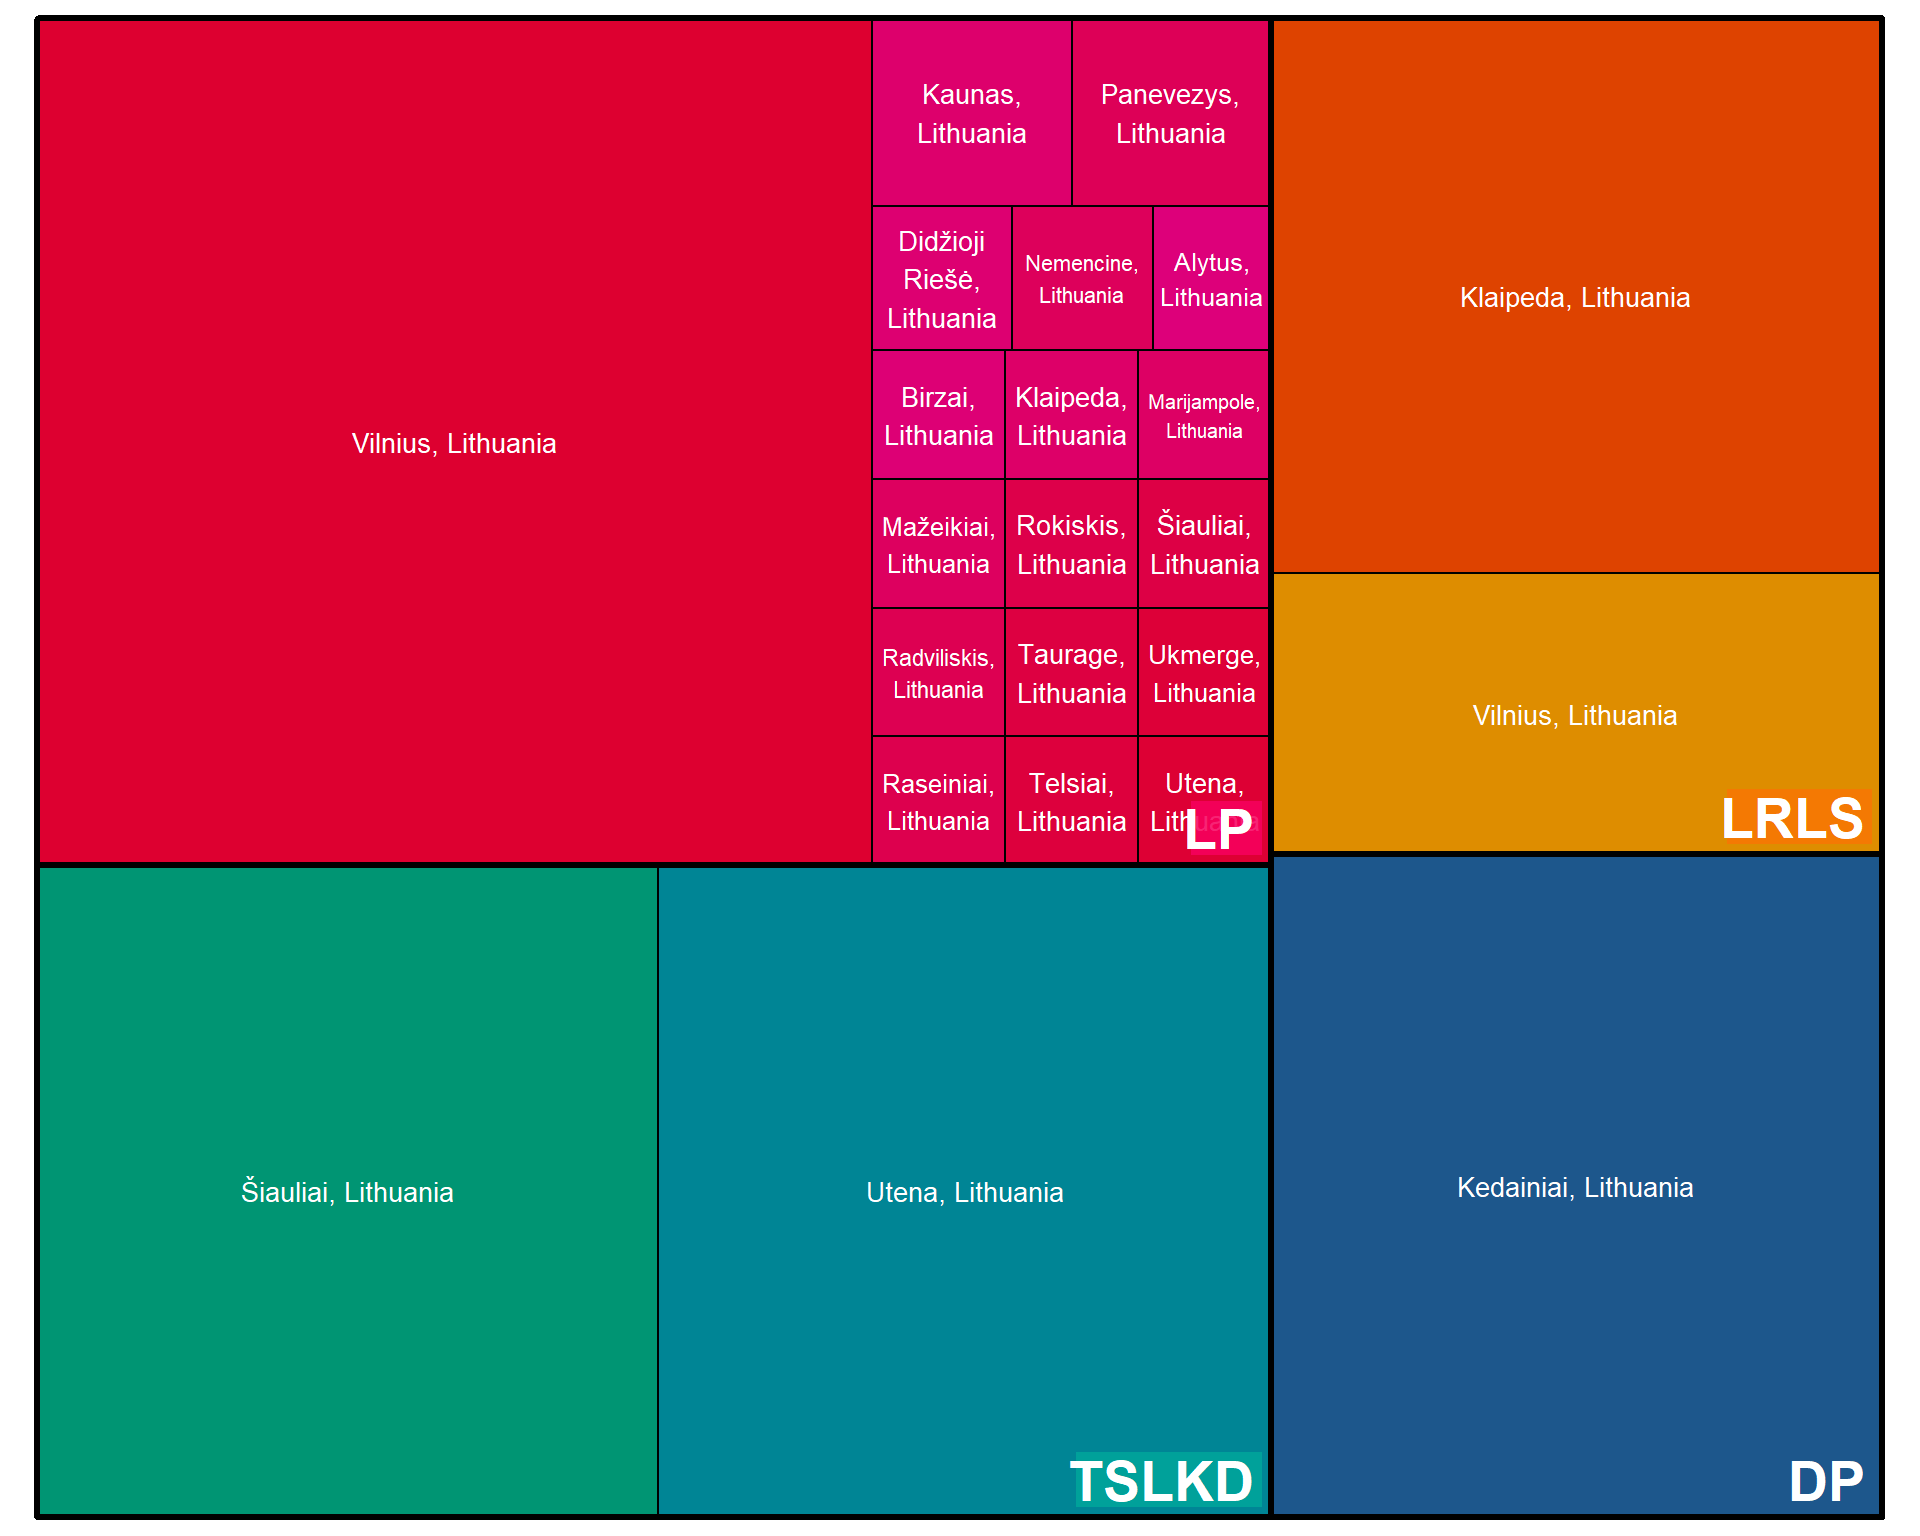 Vilnius, Lithuania
Kaunas,
Lithuania
Panevezys,
Lithuania
Didžioji
Riešė,
Lithuania
Nemencine,
Lithuania
Alytus,
Lithuania
Birzai,
Lithuania
Klaipeda,
Lithuania
Marijampole,
Lithuania
Mažeikiai,
Lithuania
Rokiskis,
Lithuania
Šiauliai,
Lithuania
Radviliskis,
Lithuania
Taurage,
Lithuania
Ukmerge,
Lithuania
Raseiniai,
Lithuania
Telsiai,
Lithuania
Utena,
Lithuania
LP
Klaipeda, Lithuania
Vilnius, Lithuania
LRLS
Šiauliai, Lithuania
Utena, Lithuania
TSLKD
Kedainiai, Lithuania
DP